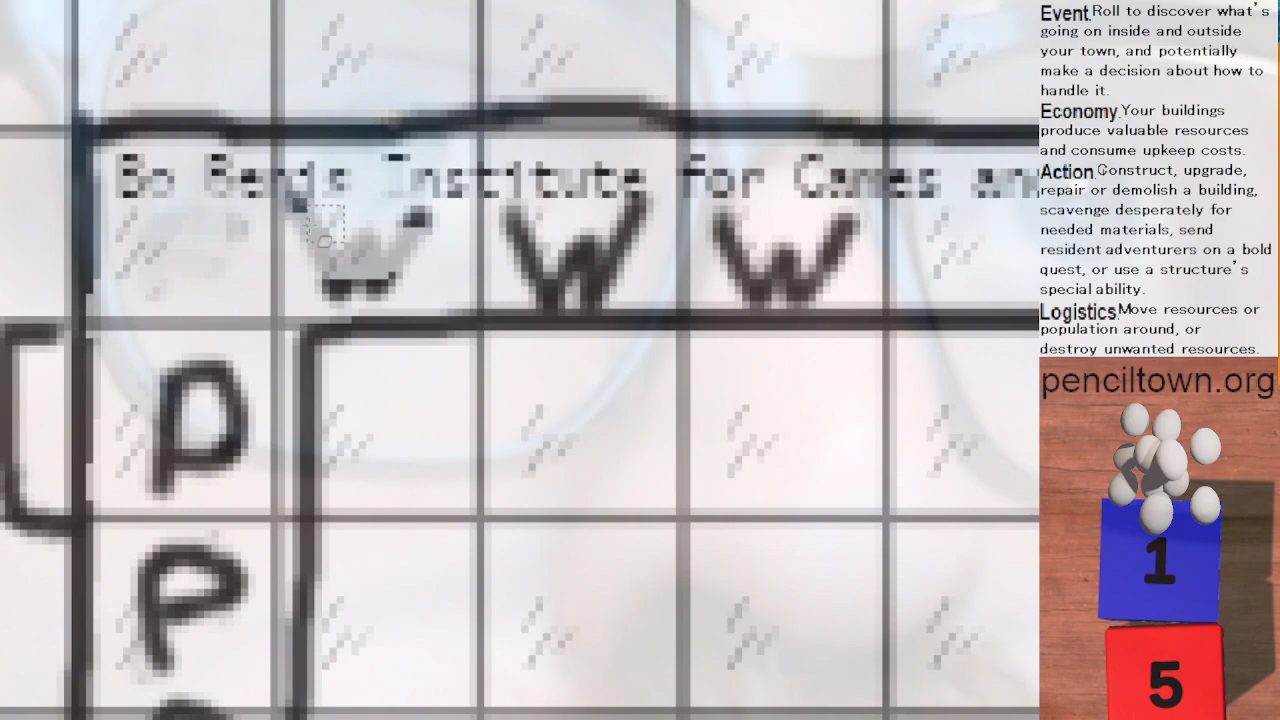 Bo Bend's Institute for Canes an
W W W
P
P
Event. Roll to discover what's
going on inside and outside
your town, and potentially
make a decision about how to
handle it.
Economy. Your buildings
produce valuable resources
and consume upkeep costs.
Action. Construct, upgrade,
repair or demolish a building,
scavenge desperately for
needed materials, send
resident adventurers on a bold
quest, or use a structure's
special ability.
Logistics. Move resources or
population around, or
destroy unwanted resources.
penciltown.org
1
5